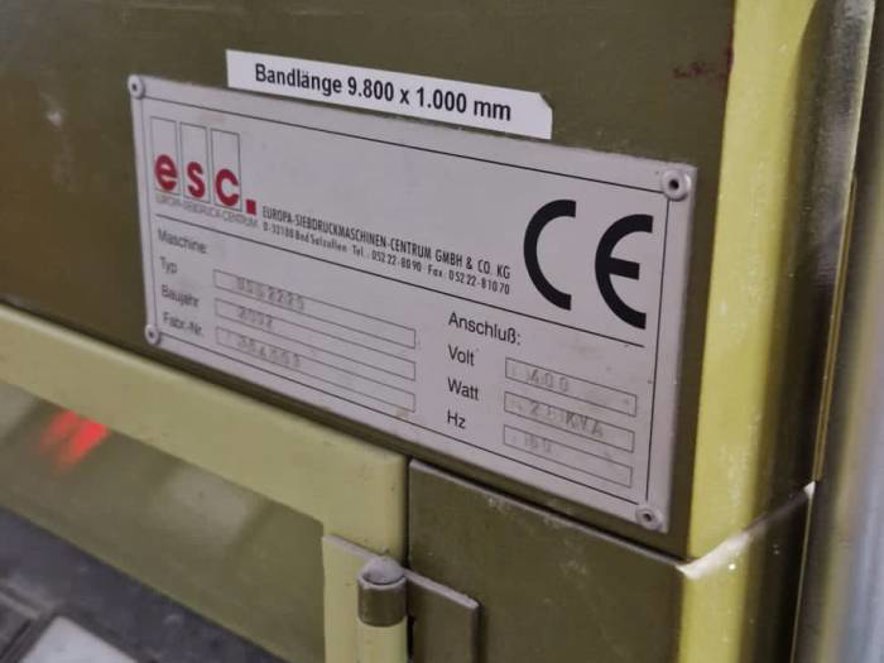 Bandlänge 9.800 x 1.000 mm
esc.
EUROPA-SIEBDRUCK-CENTRUM
EUROPA-SIEBDRUCKMASCHINEN-CENTRUM GMBH & CO. KG
D-32108 Bad Salzuflen Tel.: 05222-8090 Fax 05222-81070
CE
Maschine:
Typ
Baujahr
Fabr.-Nr.
Anschluß:
Volt 400
Watt
Hz